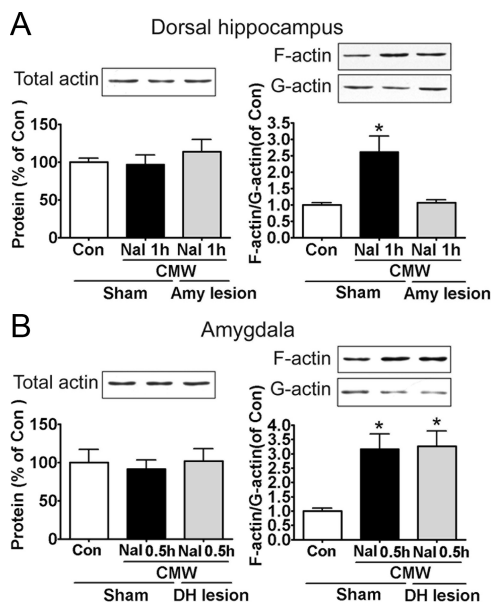 A
Dorsal hippocampus
Total actin
Protein (% of Con )
150
100
50
0
Con
Nal 1h
Nal 1h
CMW
Sham
Amy lesion
F-actin
G-actin
F-actin/G-actin(of Con)
3.5
3.0
2.5
2.0
1.5
1.0
0.5
0.0
*
Con
Nal 1h
Nal 1h
CMW
Sham
Amy lesion
B
Amygdala
Total actin
Protein (% of Con )
150
100
50
0
Con
Nal 0.5h
Nal 0.5h
CMW
Sham
DH lesion
F-actin
G-actin
F-actin/G-actin(of Con)
4.0
3.5
3.0
2.5
2.0
1.5
1.0
0.5
0.0
*
*
Con
Nal 0.5h
Nal 0.5h
CMW
Sham
DH lesion